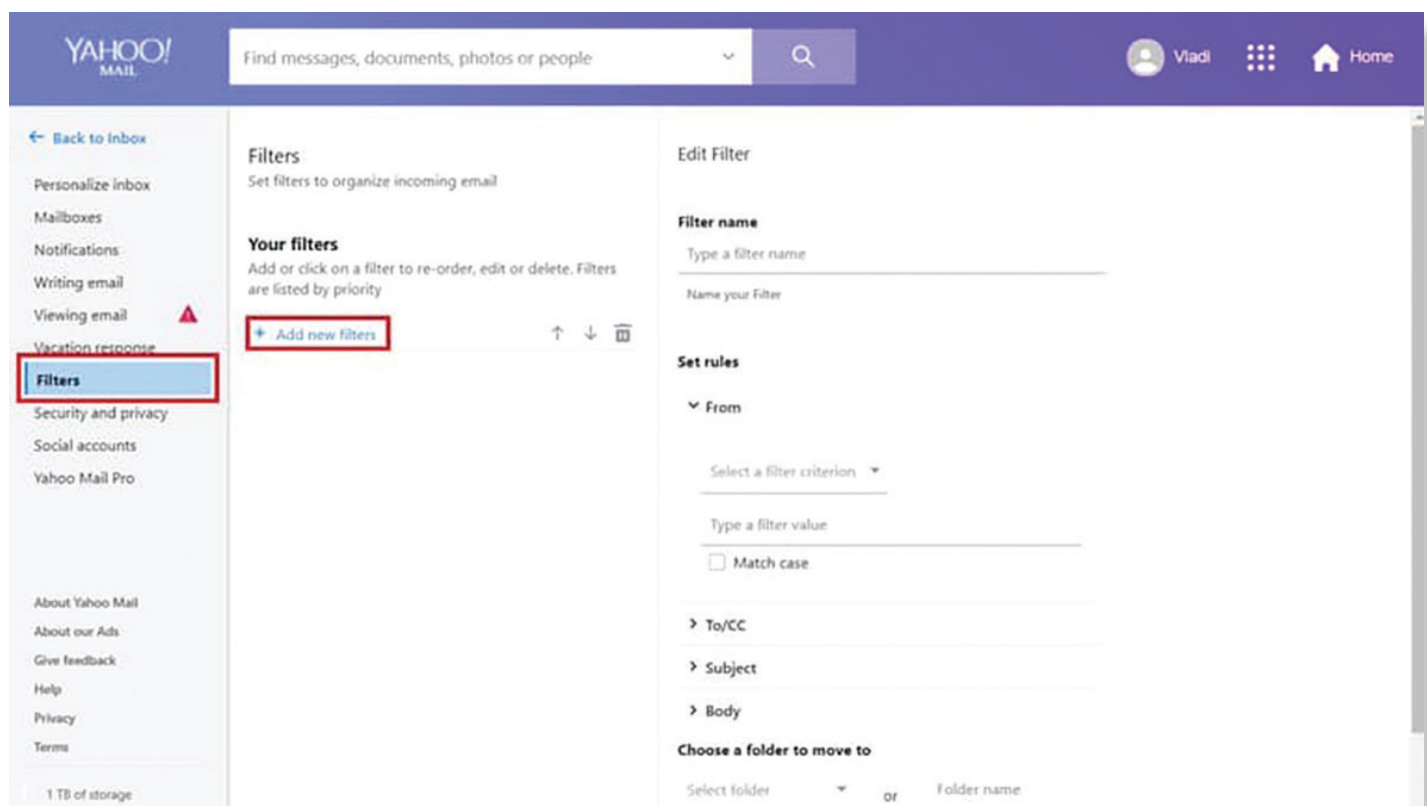 YAHOO!
MAIL
Find messages, documents, photos or people
Vladi
Home
← Back to Inbox
Personalize inbox
Mailboxes
Notifications
Writing email
Viewing email
Vacation response
Filters
Security and privacy
Social accounts
Yahoo Mail Pro
About Yahoo Mail
About our Ads
Give feedback
Help
Privacy
Terms
1 TB of storage
Filters
Set filters to organize incoming email
Your filters
Add or click on a filter to re-order, edit or delete. Filters
are listed by priority
+ Add new filters
Edit Filter
Filter name
Type a filter name
Name your Filter
Set rules
From
Select a filter criterion
Type a filter value
Match case
To/CC
Subject
Body
Choose a folder to move to
Select folder
or
Folder name